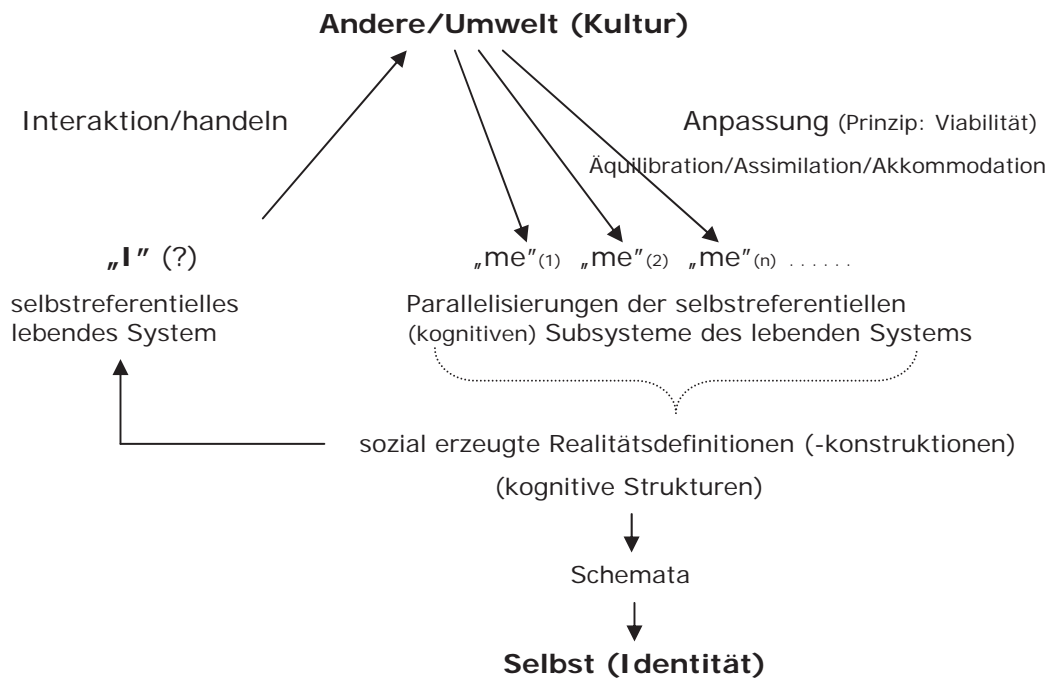 Andere/Umwelt (Kultur)
Interaktion/handeln
Anpassung (Prinzip: Viabilität)
Äquilibration/Assimilation/Akkommodation
„I" (?)
„me"(1) „me"(2) „me"(n) ......
selbstreferentielles
lebendes System
Parallelisierungen der selbstreferentiellen
(kognitiven) Subsysteme des lebenden Systems
sozial erzeugte Realitätsdefinitionen (-konstruktionen)
(kognitive Strukturen)
Schemata
Selbst (Identität)